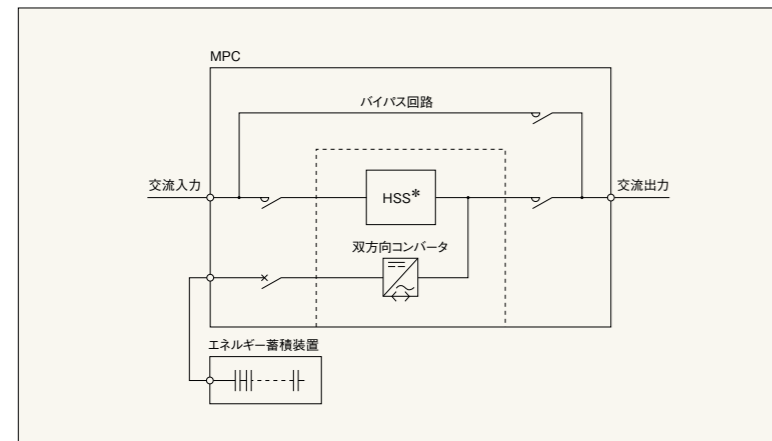 MPC
バイパス回路
交流入力
HSS*
交流出力
双方向コンバータ
エネルギー蓄積装置